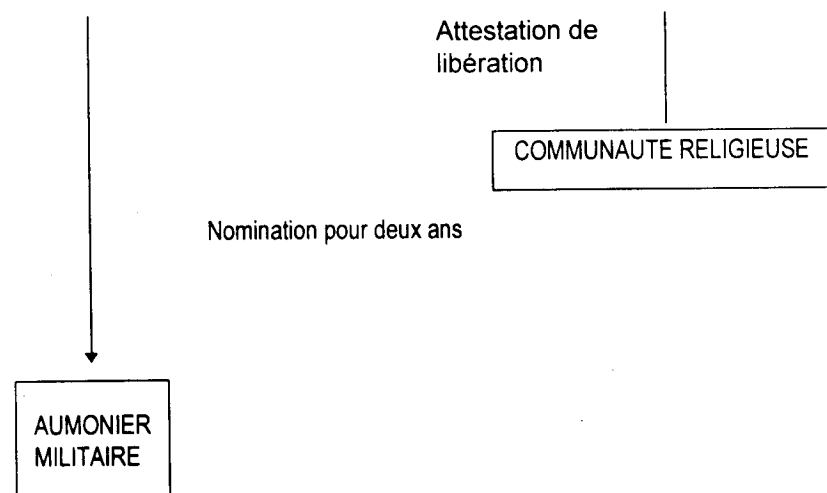 Attestation de
libération
COMMUNAUTE RELIGIEUSE
Nomination pour deux ans
AUMONIER
MILITAIRE